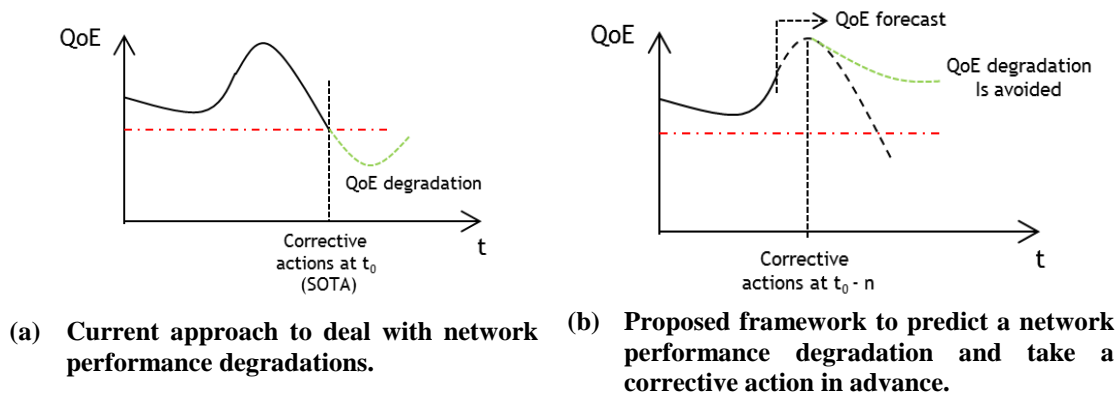 QoE
QoE degradation
t
Corrective
actions at t₀
(SOTA)
(a) Current approach to deal with network
performance degradations.
QoE
QoE forecast
QoE degradation
Is avoided
t
Corrective
actions at t₀ - n
(b) Proposed framework to predict a network
performance degradation and take a
corrective action in advance.